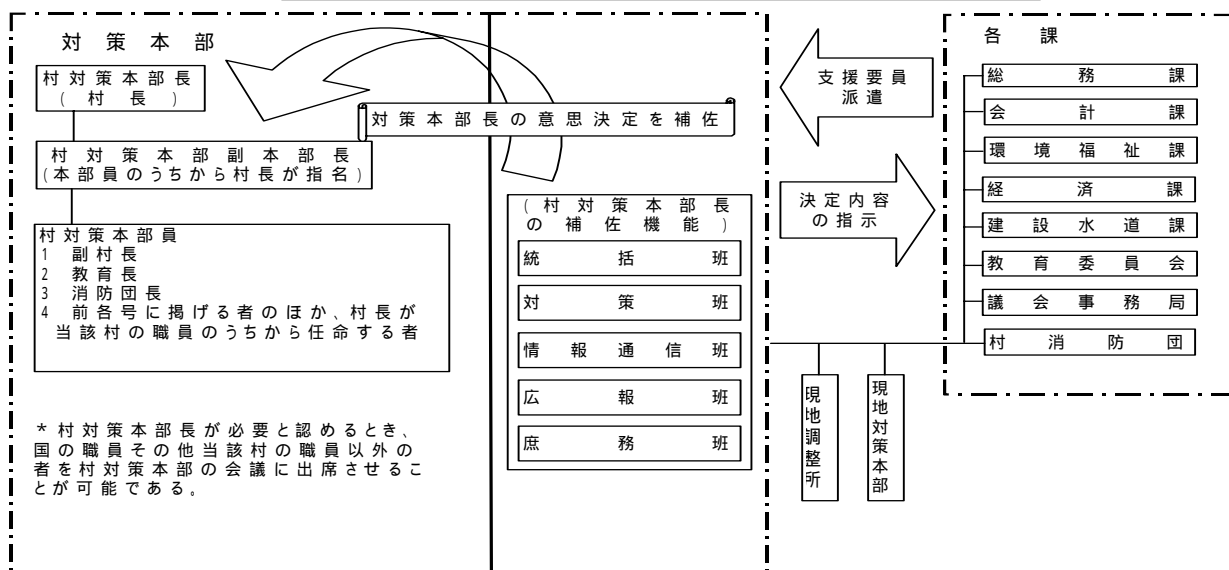 対策本部
村対策本部長
(村長)
村対策本部副本部長
(本部員のうちから村長が指名)
村対策本部員
1 副村長
2 教育長
3 消防団長
4 前各号に掲げる者のほか、村長が
当該村の職員のうちから任命する者
*村対策本部長が必要と認めるとき、
国の職員その他当該村の職員以外の
者を村対策本部の会議に出席させるこ
とが可能である。
対策本部長の意思決定を補佐
(村対策本部長
の補佐機能)
統括班
対策班
情報通信班
広報班
庶務班
支援要員
派遣
決定内容
の指示
各課
総務課
会計課
環境福祉課
経済課
建設水道課
教育委員会
議会事務局
村消防団
現地調整所
現地対策本部